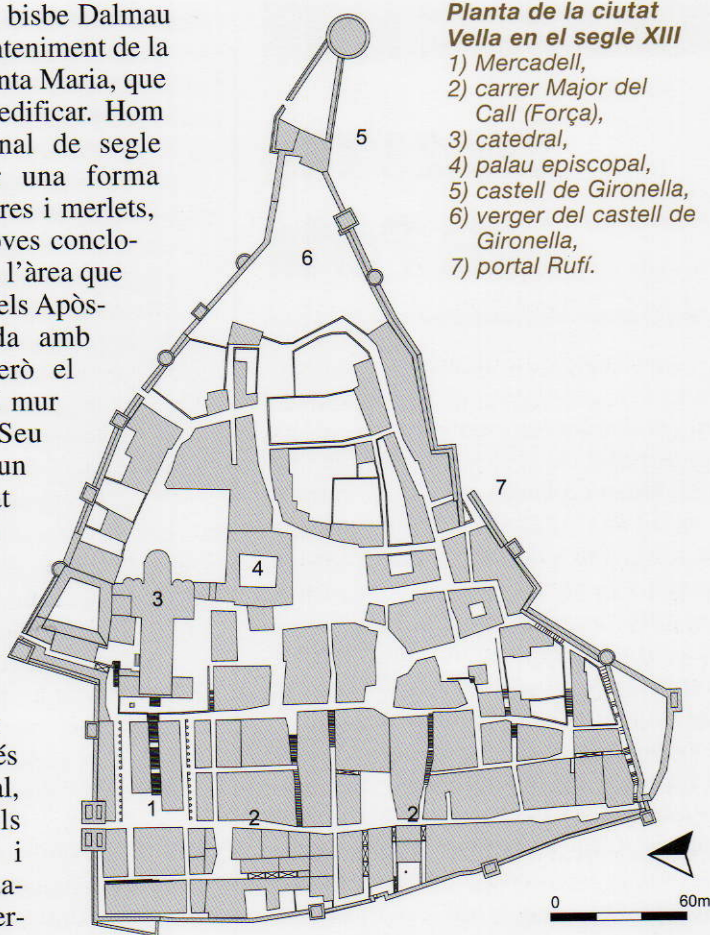 bisbe Dalmau
nteniment de la
nta Maria, que
edificar. Hom
nal de segle
una forma
res i merlets,
oves conclo-
l'àrea que
els Apòs-
da amb
erò el
mur
Seu
un
at
és
al,
ls
i
a-
er-
Planta de la ciutat
Vella en el segle XIII
1) Mercadell,
2) carrer Major del
Call (Força),
3) catedral,
4) palau episcopal,
5) castell de Gironella,
6) verger del castell de
Gironella,
7) portal Rufí.
5
6
7
4
3
1
2
2
0 60m